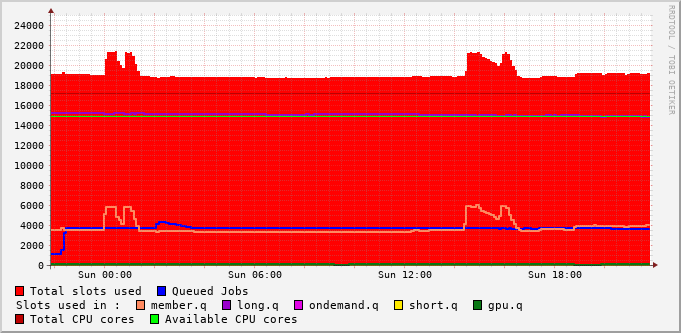 24000
22000
20000
18000
16000
14000
12000
10000
8000
6000
4000
2000
0
Sun 00:00 Sun 06:00 Sun 12:00 Sun 18:00
Total slots used Queued Jobs
Slots used in : member.q long.q ondemand.q short.q gpu.q
Total CPU cores Available CPU cores
RRDTOOL / TOBI OETIKER